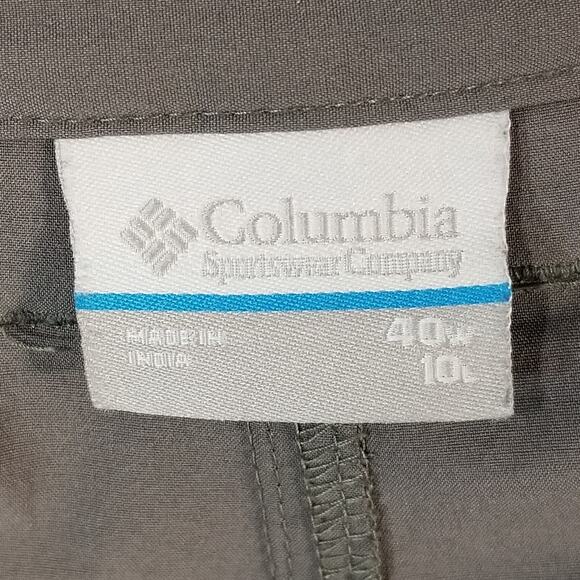 Columbia
Sportswear Company
MADE IN
INDIA
40W
10L